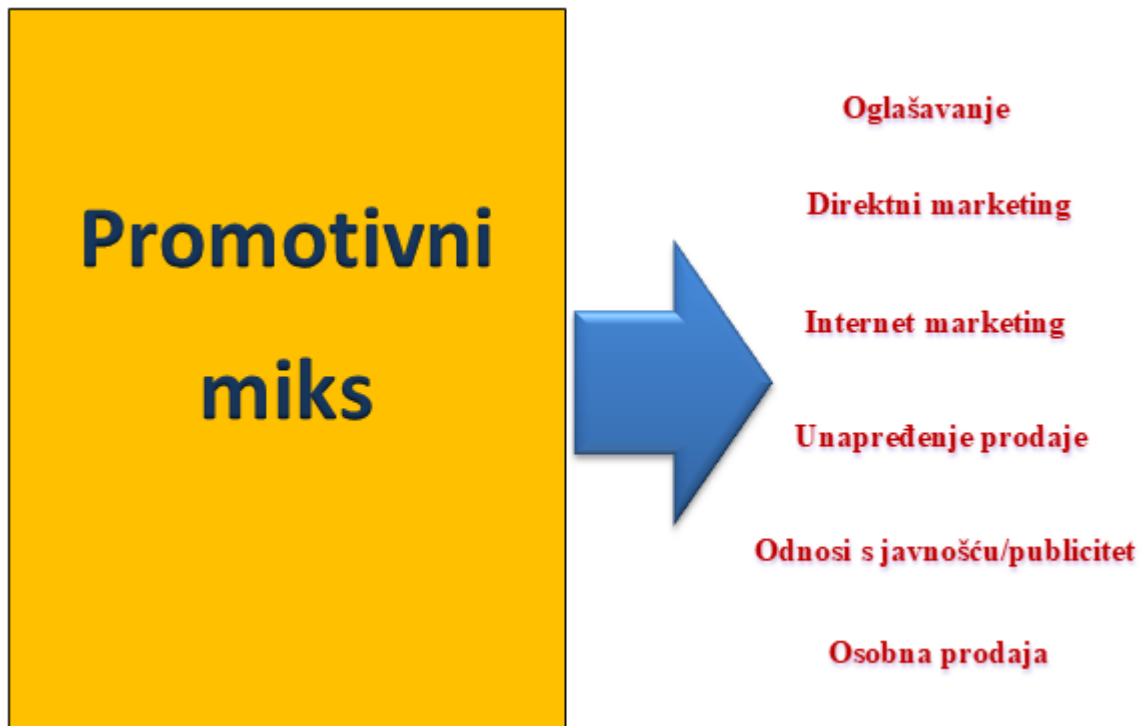 Promotivni
miks
Oglašavanje
Direktni marketing
Internet marketing
Unapređenje prodaje
Odnosi s javnošću/publicitet
Osobna prodaja